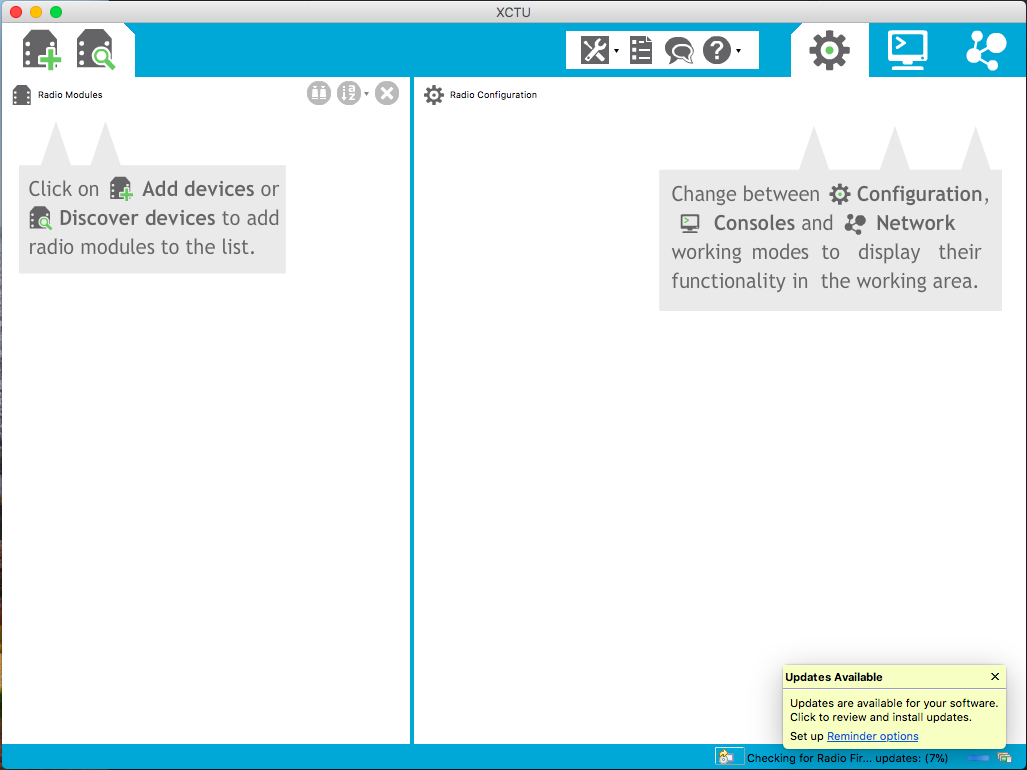 XCTU
Radio Modules
Radio Configuration
Click on Add devices or
Discover devices to add
radio modules to the list.
Change between Configuration,
Consoles and Network
working modes to display their
functionality in the working area.
Updates Available
Updates are available for your software.
Click to review and install updates.
Set up Reminder options
Checking for Radio Fir... updates: (7%)